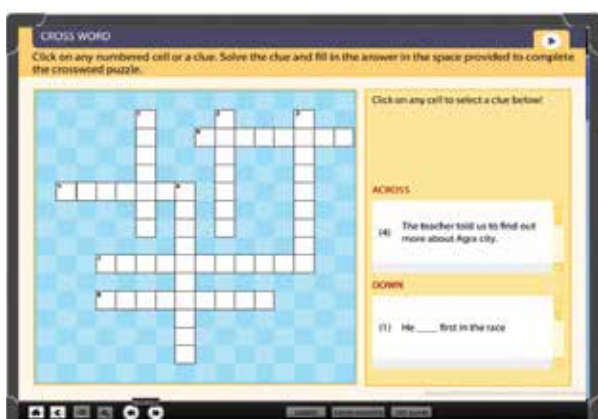 CROSS WORD
Click on any numbered cell or a clue. Solve the clue and fill in the answer in the space provided to complete
the crossword puzzle.
Click on any cell to select a clue below!
ACROSS
(4) The teacher told us to find out
more about Agra city.
DOWN
(1) He ____ first in the race